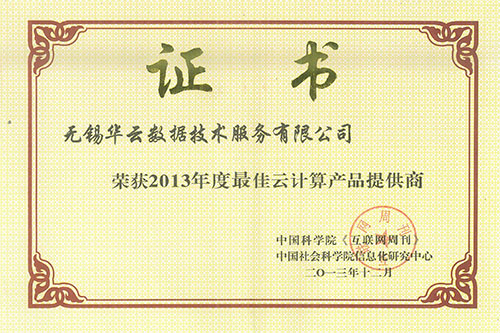 证书
无锡华云数据技术服务有限公司
荣获2013年度最佳云计算产品提供商
中国科学院《互联网周刊》
中国社会科学院信息化研究中心
二〇一三年十二月